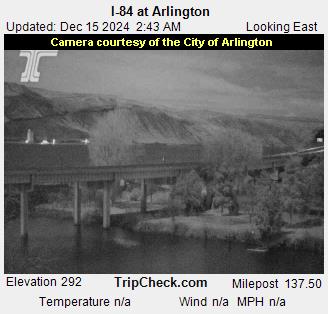 I-84 at Arlington
Updated: Dec 15 2024 2:43 AM Looking East
Camera courtesy of the City of Arlington
Elevation 292 TripCheck.com Milepost 137.50
Temperature n/a Wind n/a MPH n/a